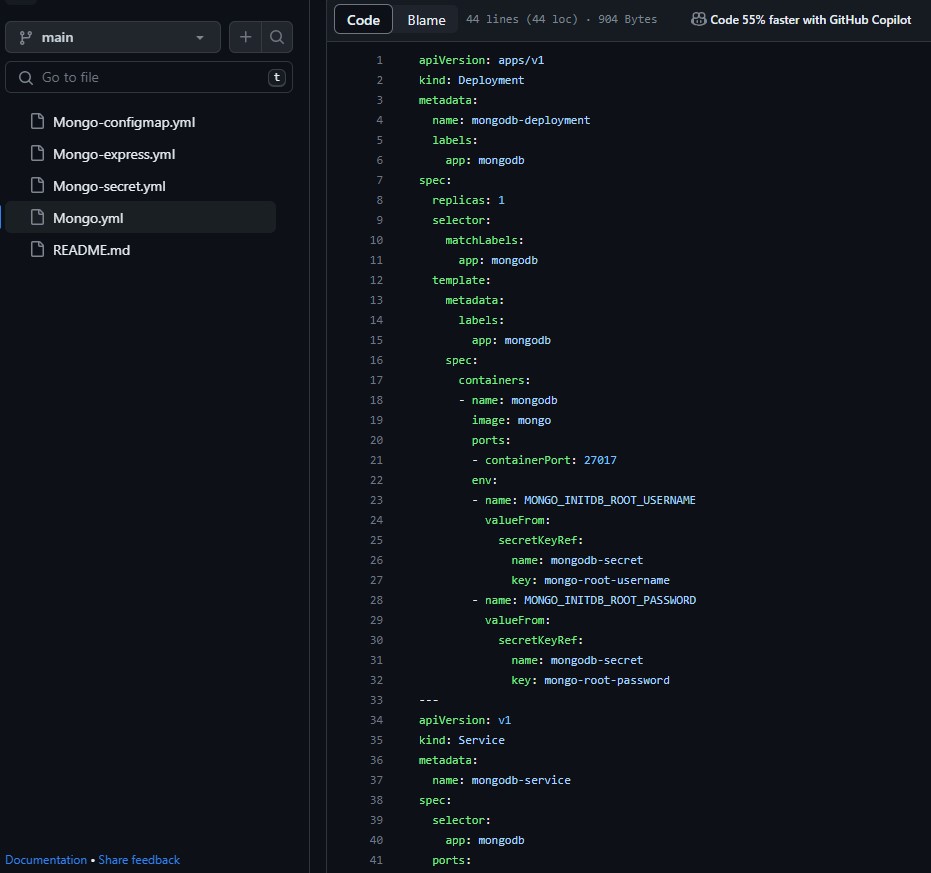 main
Go to file
t
Mongo-configmap.yml
Mongo-express.yml
Mongo-secret.yml
Mongo.yml
README.md
Documentation • Share feedback
Code Blame 44 lines (44 loc) · 904 Bytes Code 55% faster with GitHub Copilot
1 apiVersion: apps/v1
2 kind: Deployment
3 metadata:
4   name: mongodb-deployment
5   labels:
6     app: mongodb
7 spec:
8   replicas: 1
9   selector:
10     matchLabels:
11       app: mongodb
12   template:
13     metadata:
14       labels:
15         app: mongodb
16     spec:
17       containers:
18       - name: mongodb
19         image: mongo
20         ports:
21         - containerPort: 27017
22         env:
23         - name: MONGO_INITDB_ROOT_USERNAME
24           valueFrom:
25             secretKeyRef:
26               name: mongodb-secret
27               key: mongo-root-username
28         - name: MONGO_INITDB_ROOT_PASSWORD
29           valueFrom:
30             secretKeyRef:
31               name: mongodb-secret
32               key: mongo-root-password
33 ---
34 apiVersion: v1
35 kind: Service
36 metadata:
37   name: mongodb-service
38 spec:
39   selector:
40     app: mongodb
41   ports: